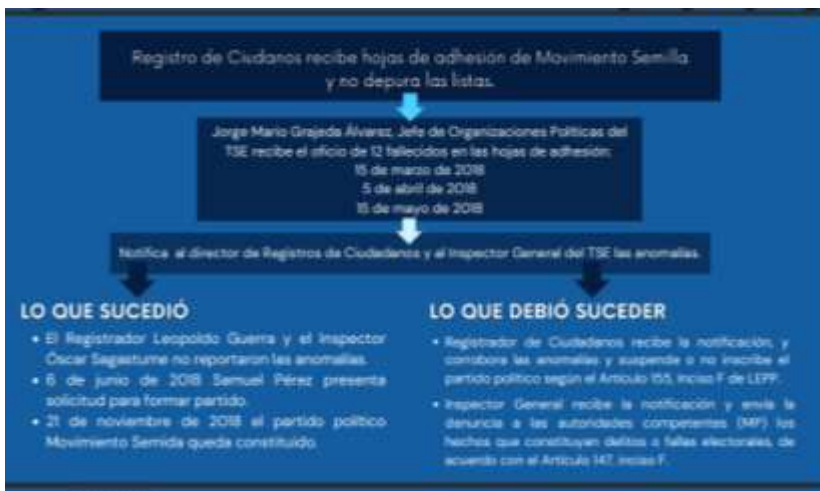 Registro de Ciudanos recibe hojas de adhesión de Movimiento Semilla
y no depura las listas.
Jorge Mario Grajeda Álvarez, Jefe de Organizaciones Políticas del
TSE recibe el oficio de 12 fallecidos en las hojas de adhesión:
15 de marzo de 2018
5 de abril de 2018
15 de mayo de 2018
Notifica al director de Registros de Ciudadanos y al Inspector General del TSE las anomalías.
LO QUE SUCEDIÓ
• El Registrador Leopoldo Guerra y el Inspector
Óscar Sagastume no reportaron las anomalías.
• 6 de junio de 2018 Samuel Pérez presenta
solicitud para formar partido.
• 21 de noviembre de 2018 el partido político
Movimiento Semida queda constituido.
LO QUE DEBIÓ SUCEDER
• Registrador de Ciudadanos recibe la notificación, y
corrobora las anomalías y suspende o no inscribe el
partido político según el Artículo 155, inciso F de LEPP.
• Inspector General recibe la notificación y envía la
denuncia a las autoridades competentes (MP) los
hechos que constituyan delitos o faltas electorales, de
acuerdo con el Artículo 147, inciso F.